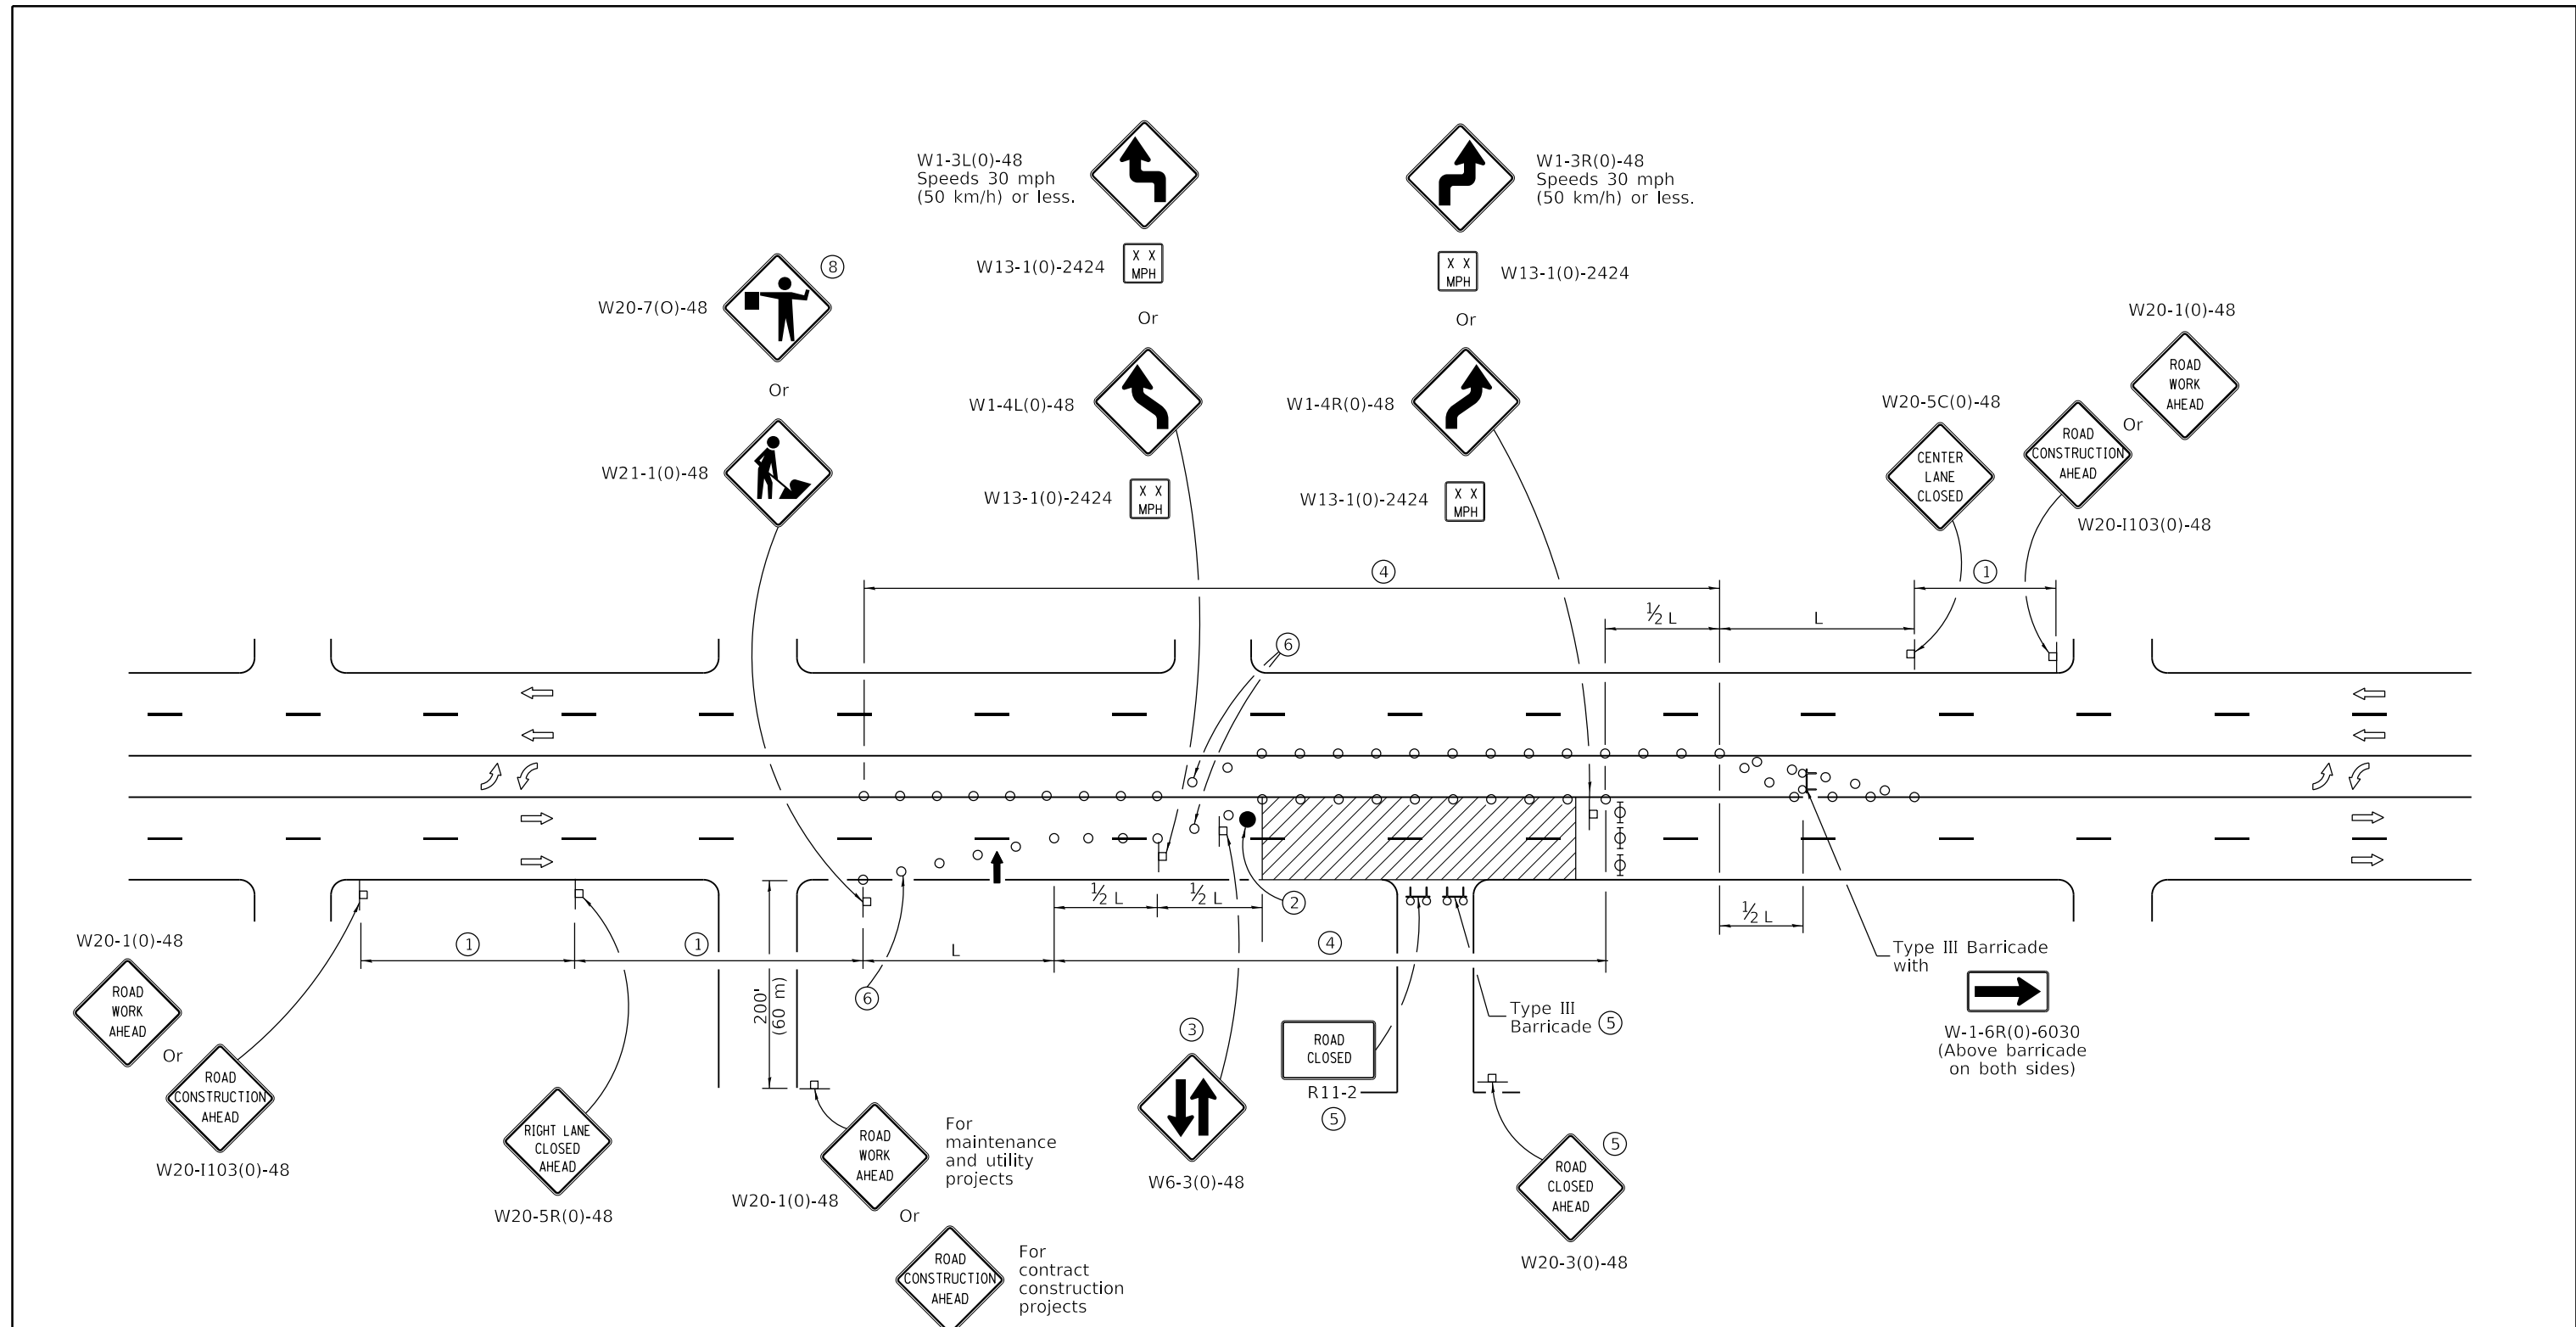 W1-3L(0)-48
Speeds 30 mph
(50 km/h) or less.
W13-1(0)-2424
X X
MPH
Or
W1-4L(0)-48
W13-1(0)-2424
X X
MPH
W1-3R(0)-48
Speeds 30 mph
(50 km/h) or less.
X X
MPH
W13-1(0)-2424
Or
W1-4R(0)-48
W13-1(0)-2424
X X
MPH
8
W20-7(O)-48
Or
W21-1(0)-48
W20-1(0)-48
ROAD
WORK
AHEAD
Or
W20-5C(0)-48
CENTER
LANE
CLOSED
ROAD
CONSTRUCTION
AHEAD
W20-I103(0)-48
4
1
½ L
L
6
½ L
½ L
2
½ L
1
1
L
4
6
200'
(60 m)
W20-1(0)-48
ROAD
WORK
AHEAD
Or
ROAD
CONSTRUCTION
AHEAD
W20-I103(0)-48
RIGHT LANE
CLOSED
AHEAD
W20-5R(0)-48
ROAD
WORK
AHEAD
W20-1(0)-48
For
maintenance
and utility
projects
Or
ROAD
CONSTRUCTION
AHEAD
For
contract
construction
projects
3
W6-3(0)-48
ROAD
CLOSED
R11-2
5
Type III
Barricade 5
5
ROAD
CLOSED
AHEAD
W20-3(0)-48
Type III Barricade
with
W-1-6R(0)-6030
(Above barricade
on both sides)